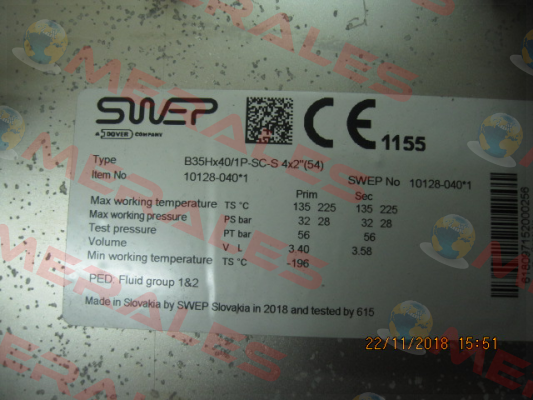 SWEP
A DOVER COMPANY
CE 1155
Type B35Hx40/1P-SC-S 4x2"(54)
Item No 10128-040*1 SWEP No 10128-040*1
Prim Sec
Max working temperature TS °C 135 225 135 225
Max working pressure PS bar 32 28 32 28
Test pressure PT bar 56 56
Volume V L 3.40 3.58
Min working temperature TS °C -196
PED Fluid group 1&2
Made in Slovakia by SWEP Slovakia in 2018 and tested by 615
618097152000256
22/11/2018 15:51
MERALES